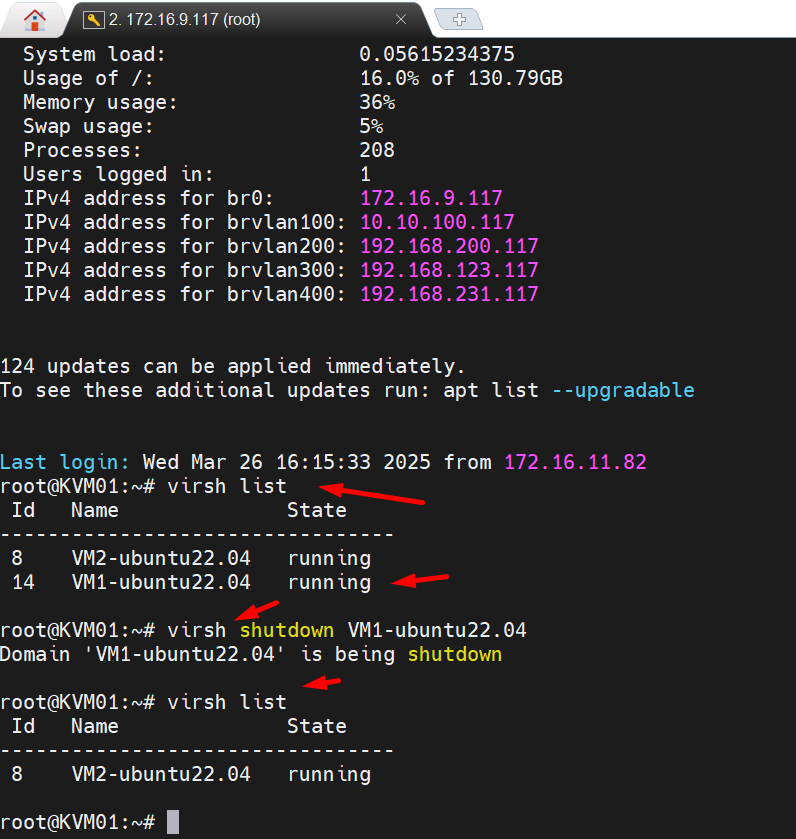 2. 172.16.9.117 (root)
System load: 0.05615234375
Usage of /: 16.0% of 130.79GB
Memory usage: 36%
Swap usage: 5%
Processes: 208
Users logged in: 1
IPv4 address for br0: 172.16.9.117
IPv4 address for brvlan100: 10.10.100.117
IPv4 address for brvlan200: 192.168.200.117
IPv4 address for brvlan300: 192.168.123.117
IPv4 address for brvlan400: 192.168.231.117
124 updates can be applied immediately.
To see these additional updates run: apt list --upgradable
Last login: Wed Mar 26 16:15:33 2025 from 172.16.11.82
root@KVM01:~# virsh list
Id Name State
---------------------------------
8 VM2-ubuntu22.04 running
14 VM1-ubuntu22.04 running
root@KVM01:~# virsh shutdown VM1-ubuntu22.04
Domain 'VM1-ubuntu22.04' is being shutdown
root@KVM01:~# virsh list
Id Name State
---------------------------------
8 VM2-ubuntu22.04 running
root@KVM01:~#